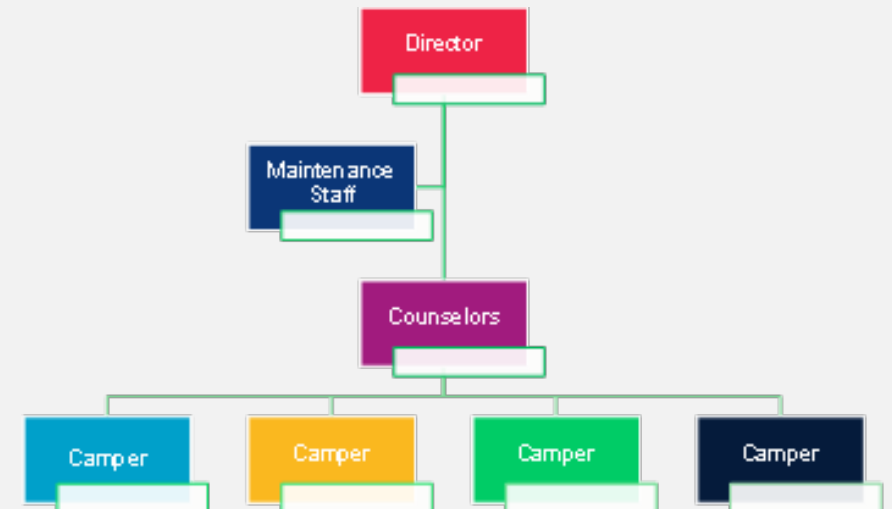 Director
Maintenance
Staff
Counselors
Camper
Camper
Camper
Camper